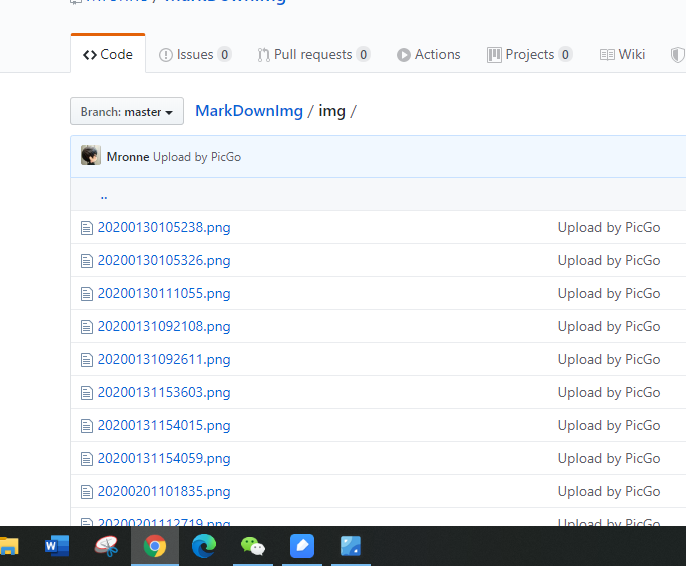 Mronne / MarkDownImg
Code Issues 0 Pull requests 0 Actions Projects 0 Wiki
Branch: master MarkDownImg / img /
Mronne Upload by PicGo
..
20200130105238.png Upload by PicGo
20200130105326.png Upload by PicGo
20200130111055.png Upload by PicGo
20200131092108.png Upload by PicGo
20200131092611.png Upload by PicGo
20200131153603.png Upload by PicGo
20200131154015.png Upload by PicGo
20200131154059.png Upload by PicGo
20200201101835.png Upload by PicGo
20200201112719.png Upload by PicGo
W